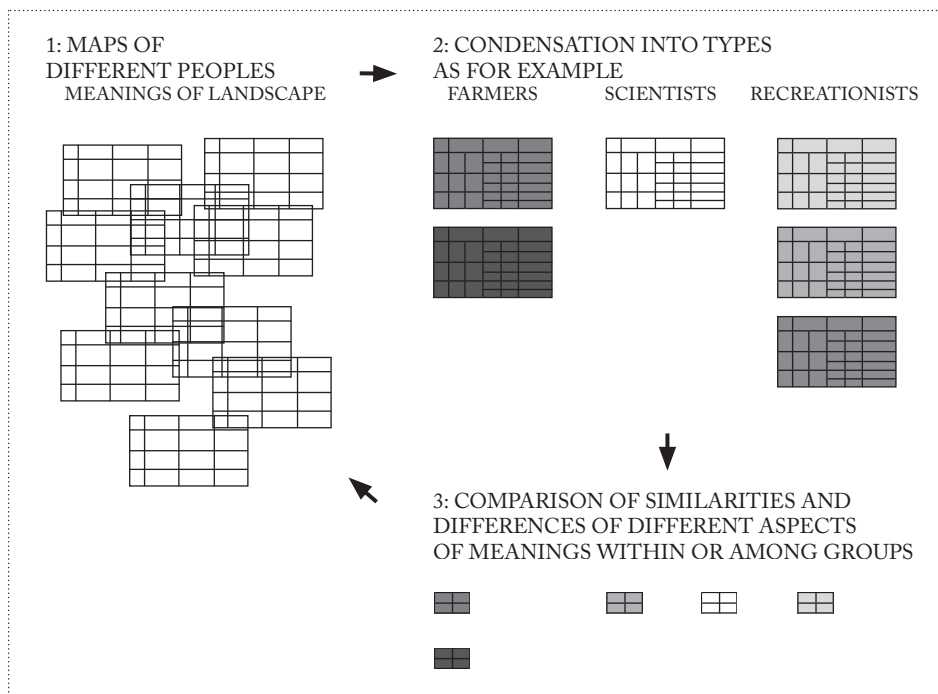 1: MAPS OF
DIFFERENT PEOPLES
MEANINGS OF LANDSCAPE
2: CONDENSATION INTO TYPES
AS FOR EXAMPLE
FARMERS SCIENTISTS RECREATIONISTS
3: COMPARISON OF SIMILARITIES AND
DIFFERENCES OF DIFFERENT ASPECTS
OF MEANINGS WITHIN OR AMONG GROUPS